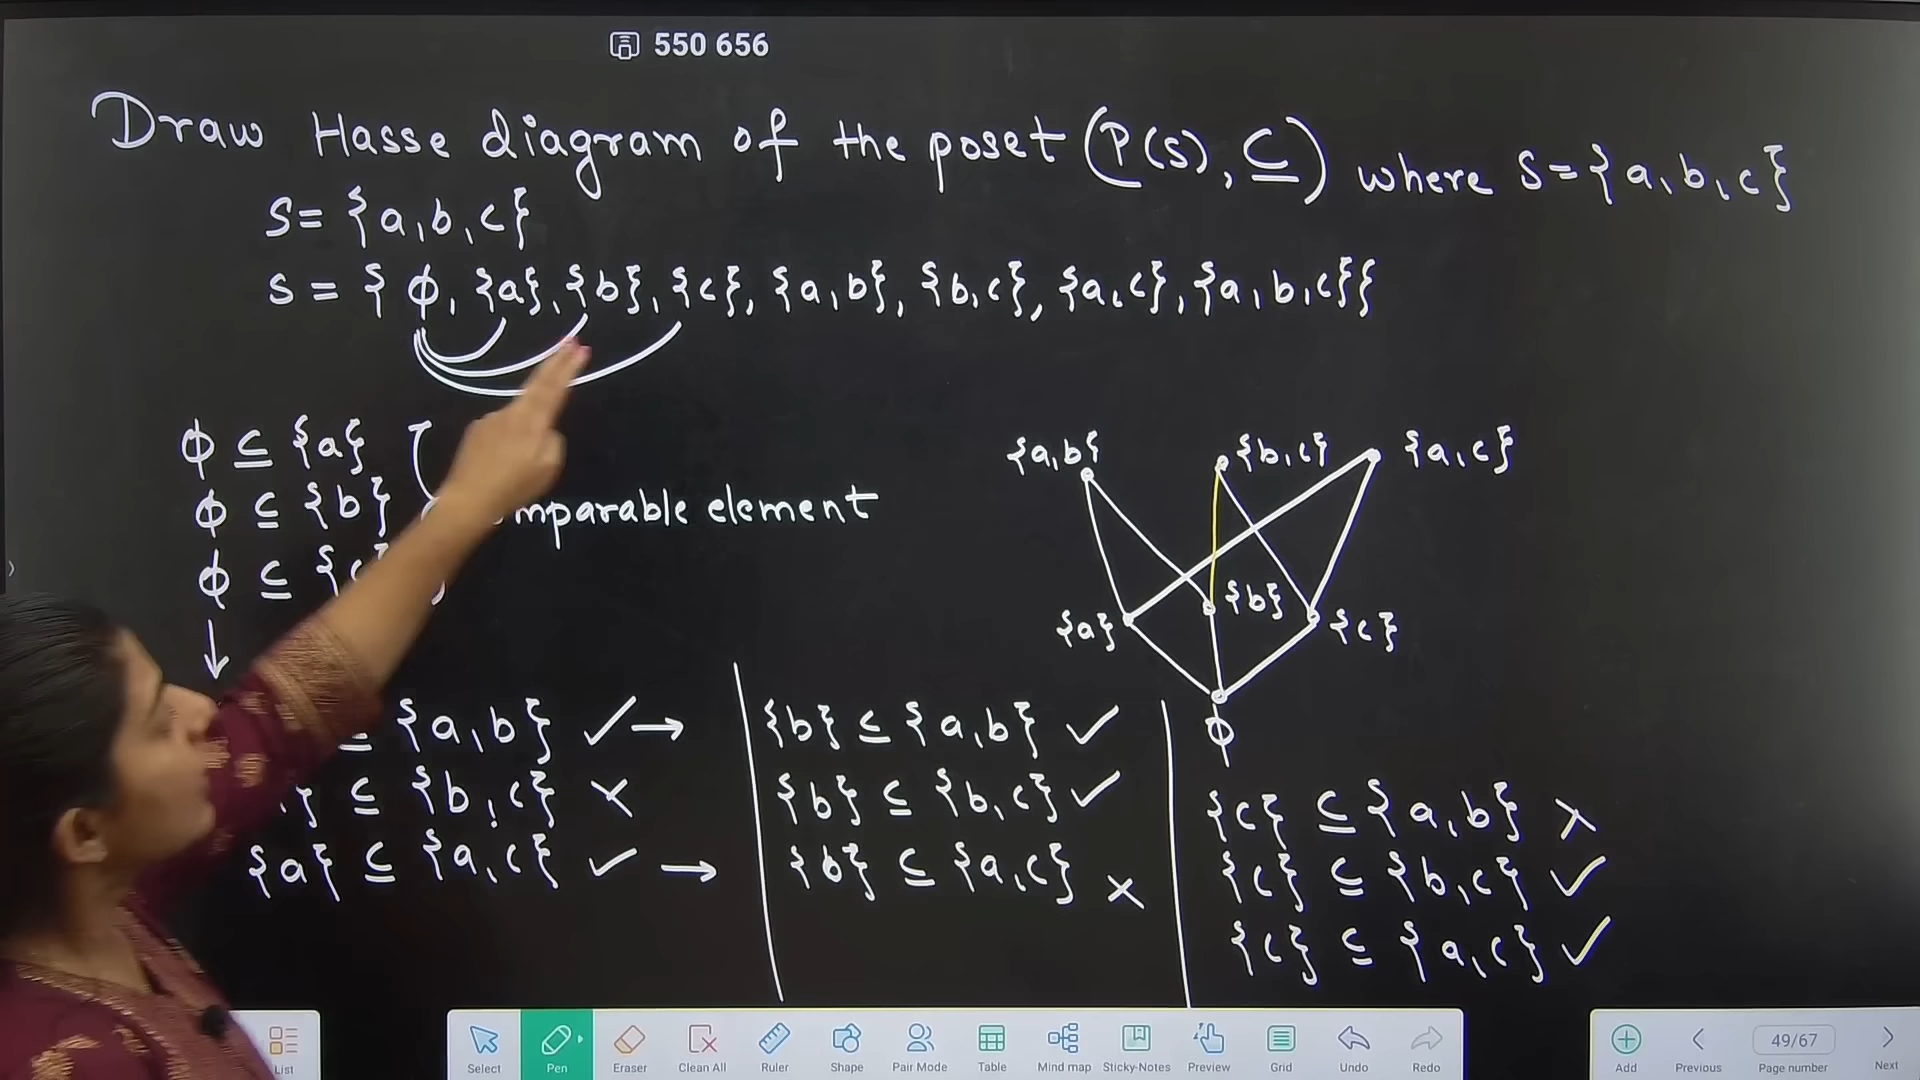 550 656
Draw Hasse diagram of the poset (P(S), ⊆) where S={a,b,c}
S={a,b,c}
S = { ϕ, {a}, {b}, {c}, {a,b}, {b,c}, {a,c}, {a,b,c}{
ϕ ⊆ {a}
ϕ ⊆ {b}
element
ϕ ⊆
{a,b} {b,c} {a,c}
{a} {b} {c}
ϕ
⊆ {a,b} ✓→
} ⊆ {b,c} ×
{a} ⊆ {a,c} ✓ →
{b} ⊆ {a,b} ✓
{b} ⊆ {b,c} ✓
{b} ⊆ {a,c} ×
{c} ⊆ {a,b} ×
{c} ⊆ {b,c} ✓
{c} ⊆ {a,c} ✓
List Select Pen Eraser Clean All Ruler Shape Pair Mode Table Mind map Sticky-Notes Preview Grid Undo Redo Add Previous 49/67 Page number Next